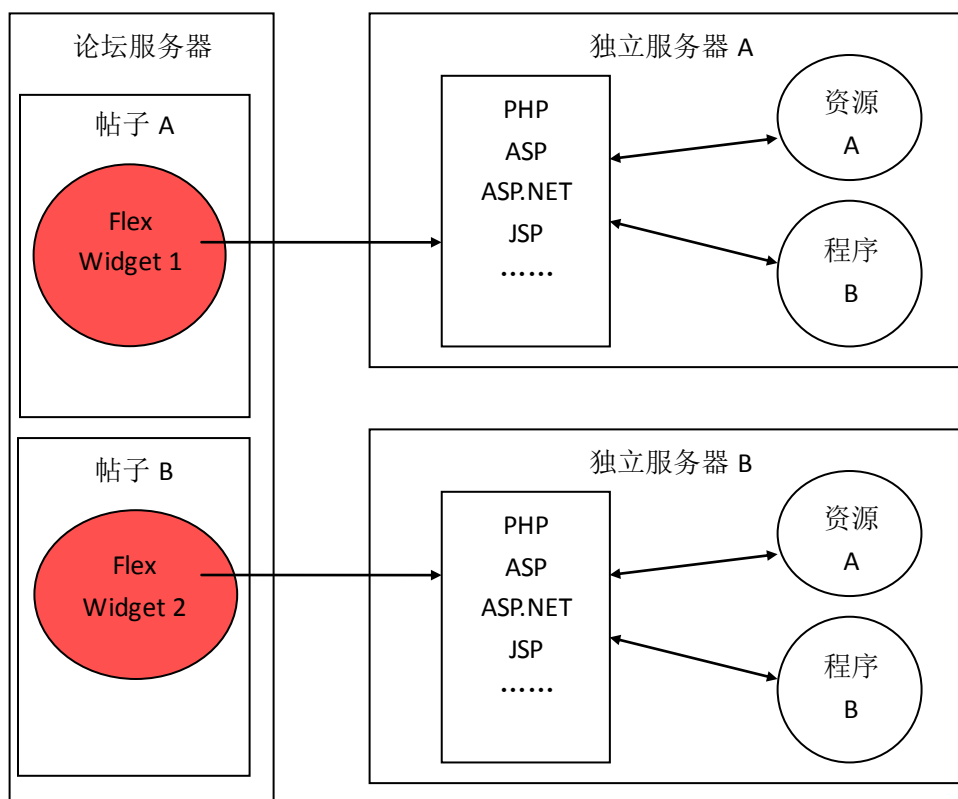 论坛服务器
帖子 A
Flex
Widget 1
帖子 B
Flex
Widget 2
独立服务器 A
PHP
ASP
ASP.NET
JSP
……
资源
A
程序
B
独立服务器 B
PHP
ASP
ASP.NET
JSP
……
资源
A
程序
B